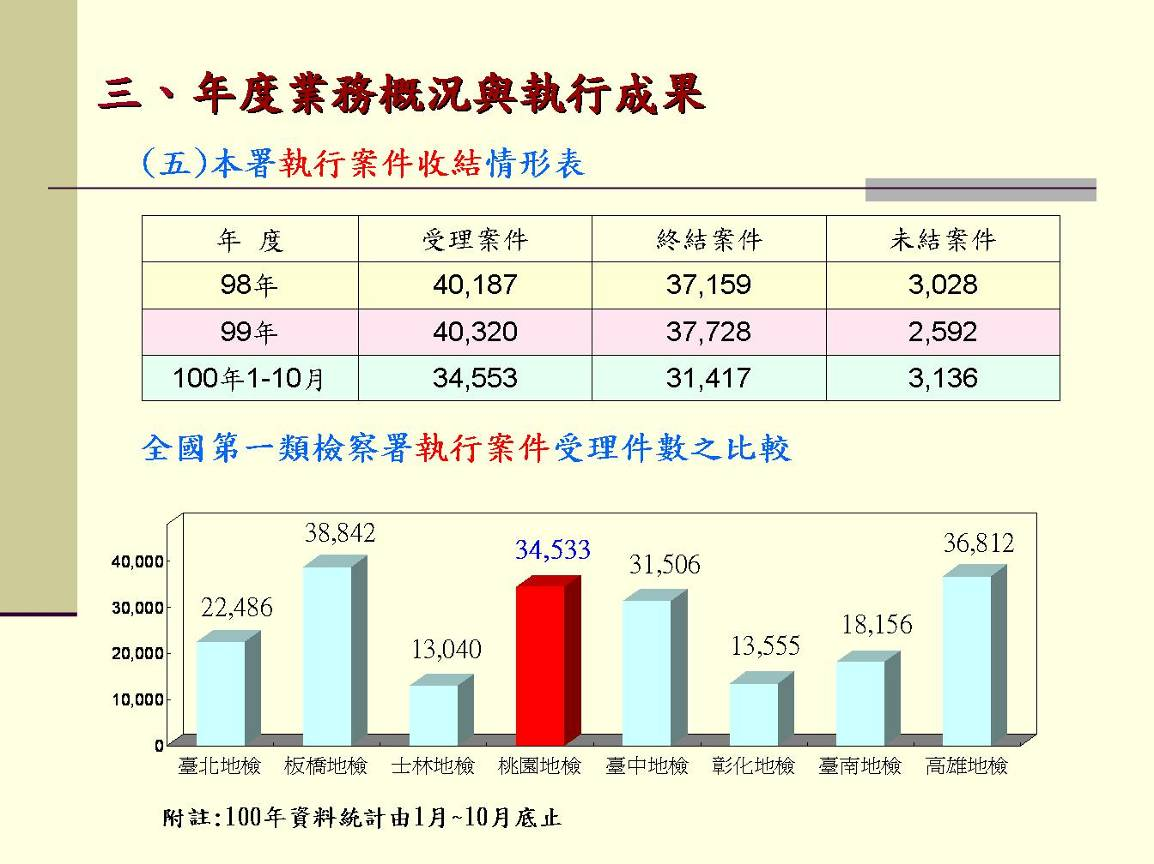 三、年度業務概況與執行成果
(五)本署執行案件收結情形表
年 度 受理案件 終結案件 未結案件
98年 40,187 37,159 3,028
99年 40,320 37,728 2,592
100年1-10月 34,553 31,417 3,136
全國第一類檢察署執行案件受理件數之比較
40,000
30,000
20,000
10,000
0
22,486
38,842
13,040
34,533
31,506
13,555
18,156
36,812
臺北地檢 板橋地檢 士林地檢 桃園地檢 臺中地檢 彰化地檢 臺南地檢 高雄地檢
附註:100年資料統計由1月~10月底止